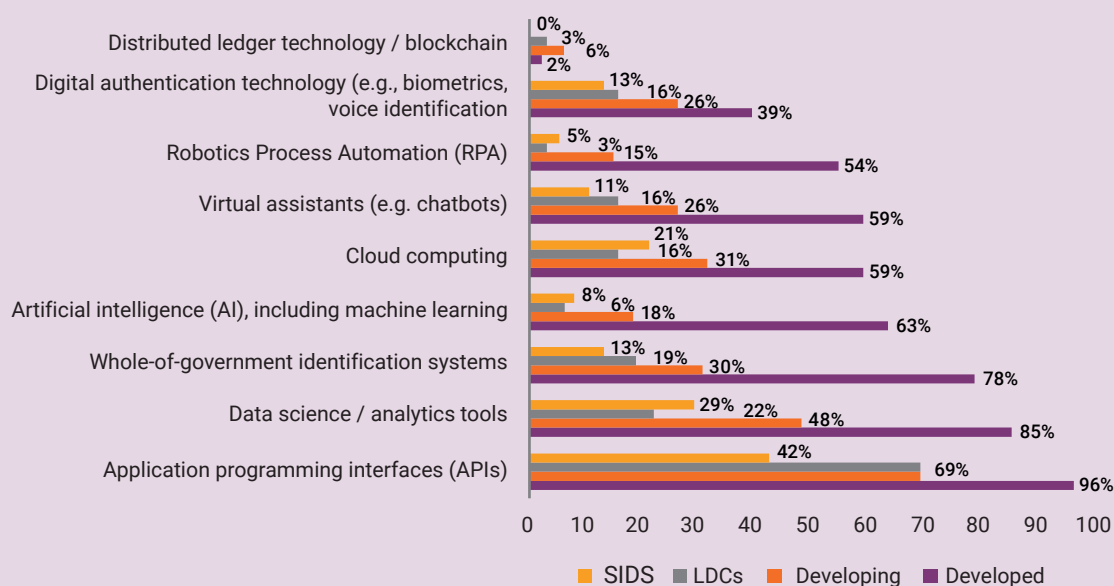 0%
Distributed ledger technology / blockchain 3%
6%
2%
Digital authentication technology (e.g., biometrics, 13%
voice identification 16%
26%
39%
Robotics Process Automation (RPA) 5%
3%
15%
54%
Virtual assistants (e.g. chatbots) 11%
16%
26%
59%
Cloud computing 21%
16%
31%
59%
Artificial intelligence (AI), including machine learning 8%
6%
18%
63%
Whole-of-government identification systems 13%
19%
30%
78%
Data science / analytics tools 29%
22%
48%
85%
Application programming interfaces (APIs) 42%
69%
96%
0 10 20 30 40 50 60 70 80 90 100
SIDS LDCs Developing Developed